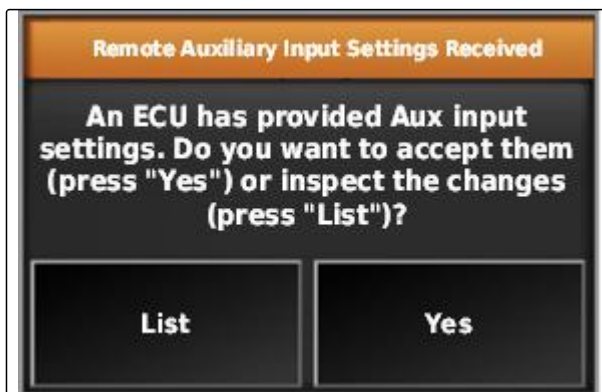 Remote Auxiliary Input Settings Received
An ECU has provided Aux input
settings. Do you want to accept them
(press "Yes") or inspect the changes
(press "List")?
List
Yes